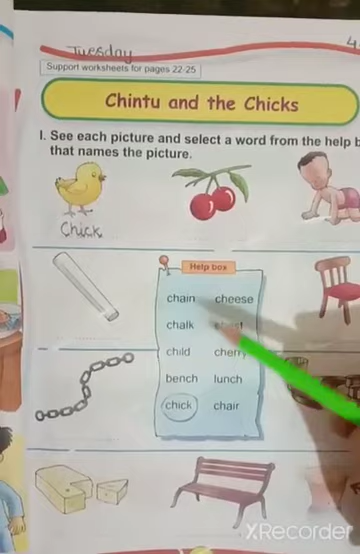 Tuesday
Support worksheets for pages 22-25
Chintu and the Chicks
I. See each picture and select a word from the help
that names the picture.
Chick
Help box
chain cheese
chalk
child cherry
bench lunch
chick chair
XRecorder